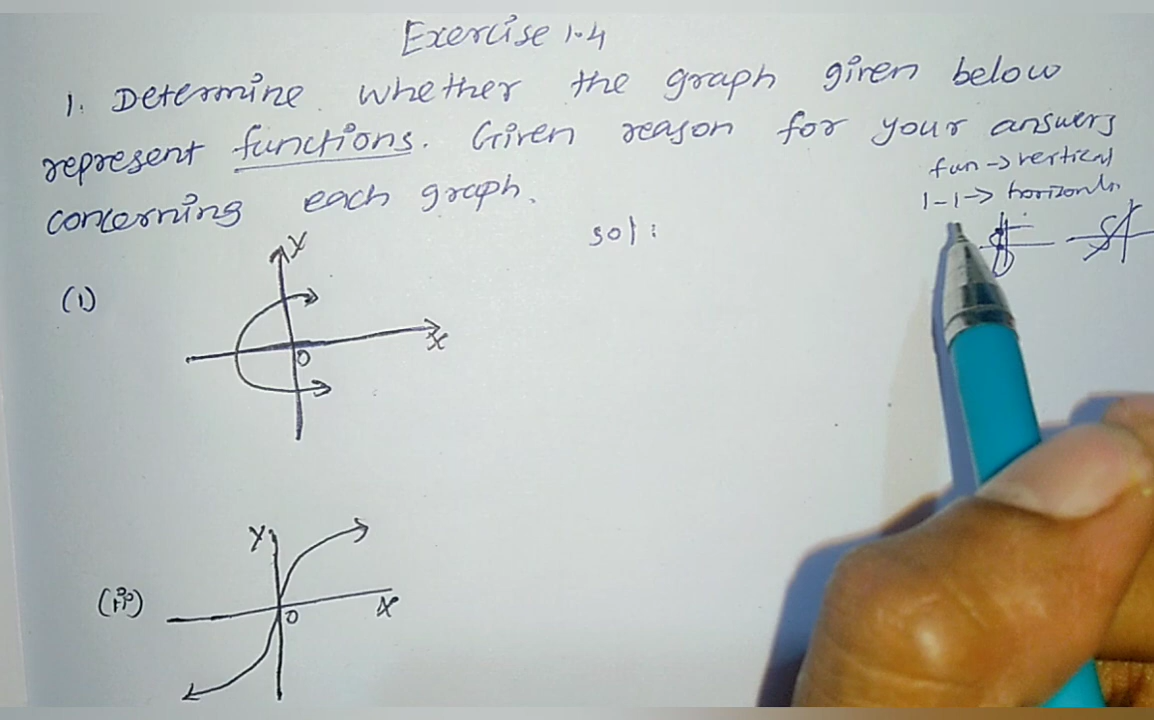 Exercise 1.4
1. Determine whether the graph given below
represent functions. Given reason for your answers
concerning each graph.
fun -> vertical
1-1 ->
sol:
(i)
X
O
X
(ii)
Y
O
X